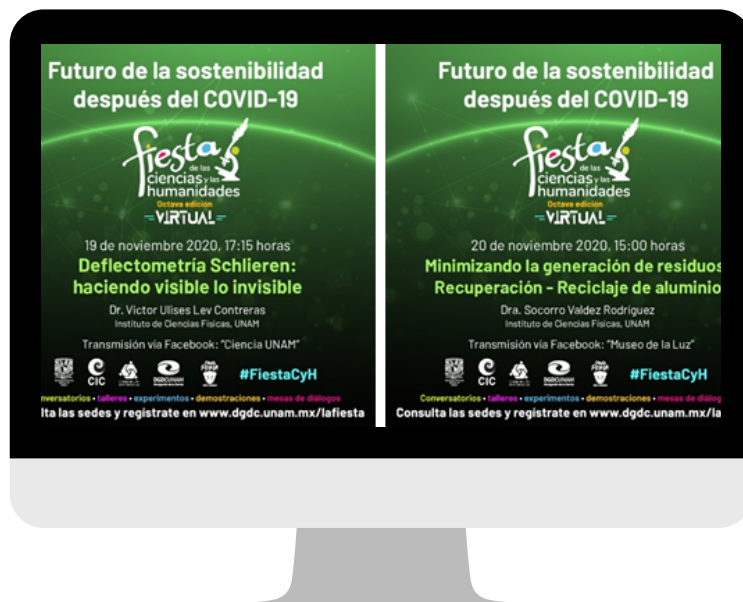 Futuro de la sostenibilidad
después del COVID-19
fiesta
de las
ciencias y las
humanidades
Octava edición
VIRTUAL
19 de noviembre 2020, 17:15 horas
Deflectometría Schlieren:
haciendo visible lo invisible
Dr. Victor Ulises Lev Contreras
Instituto de Ciencias Físicas, UNAM
Transmisión vía Facebook: "Ciencia UNAM"
CIC
DGDCUNAM
#FiestaCyH
nversatorios • talleres • experimentos • demostraciones • mesas de diálogos
lta las sedes y regístrate en www.dgdc.unam.mx/lafiesta
Futuro de la sostenibilidad
después del COVID-19
fiesta
de las
ciencias y las
humanidades
Octava edición
VIRTUAL
20 de noviembre 2020, 15:00 horas
Minimizando la generación de residuos
Recuperación - Reciclaje de aluminio
Dra. Socorro Valdez Rodríguez
Instituto de Ciencias Físicas, UNAM
Transmisión vía Facebook: "Museo de la Luz"
CIC
DGDCUNAM
#FiestaCyH
Conversatorios • talleres • experimentos • demostraciones • mesas de diálog
Consulta las sedes y regístrate en www.dgdc.unam.mx/la